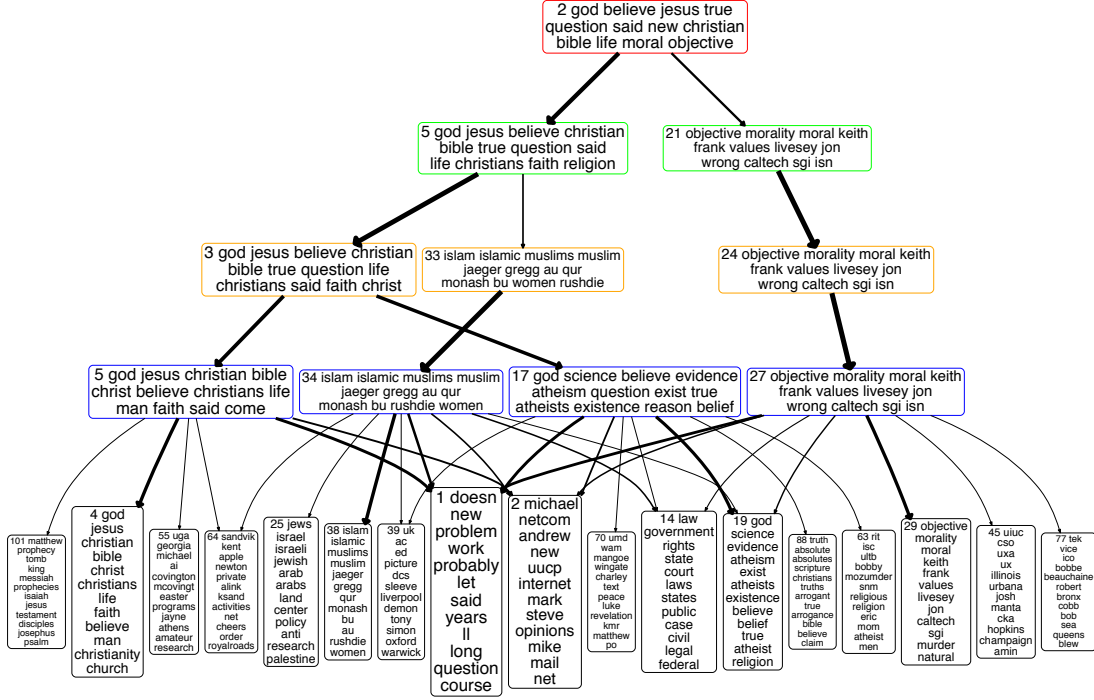 2 god believe jesus true
question said new christian
bible life moral objective
5 god jesus believe christian
bible true question said
life christians faith religion
21 objective morality moral keith
frank values livesey jon
wrong caltech sgi isn
3 god jesus believe christian
bible true question life
christians said faith christ
33 islam islamic muslims muslim
jaeger gregg au qur
monash bu women rushdie
24 objective morality moral keith
frank values livesey jon
wrong caltech sgi isn
5 god jesus christian bible
christ believe christians life
man faith said come
34 islam islamic muslims muslim
jaeger gregg au qur
monash bu rushdie women
17 god science believe evidence
atheism question exist true
atheists existence reason belief
27 objective morality moral keith
frank values livesey jon
wrong caltech sgi isn
101 matthew
prophecy
tomb
king
messiah
prophecies
isaiah
jesus
testament
disciples
josephus
psalm
4 god
jesus
christian
bible
christ
christians
life
faith
believe
man
christianity
church
55 uga
georgia
michael
ai
covington
mcovingt
easter
programs
jayne
athens
amateur
research
64 sandvik
kent
apple
newton
private
alink
ksand
activities
net
cheers
order
royalroads
25 jews
israel
israeli
jewish
arab
arabs
land
center
policy
anti
research
palestine
38 islam
islamic
muslims
muslim
jaeger
gregg
qur
monash
bu
au
rushdie
women
39 uk
ac
ed
picture
dcs
sleeve
liverpool
demon
tony
simon
oxford
warwick
1 doesn
new
problem
work
probably
let
said
years
ll
long
question
course
2 michael
netcom
andrew
new
uucp
internet
mark
steve
opinions
mike
mail
net
70 umd
wam
mangoe
wingate
charley
text
peace
luke
revelation
kmr
matthew
po
14 law
government
rights
state
court
laws
states
public
case
civil
legal
federal
19 god
science
evidence
atheism
exist
atheists
existence
believe
belief
true
atheist
religion
88 truth
absolute
absolutes
scripture
christians
truths
arrogant
true
arrogance
bible
believe
claim
63 rit
isc
ultb
bobby
mozumder
snm
religious
religion
eric
mom
atheist
men
29 objective
morality
moral
keith
frank
values
livesey
jon
caltech
sgi
murder
natural
45 uiuc
cso
uxa
ux
illinois
urbana
josh
manta
cka
hopkins
champaign
amin
77 tek
vice
ico
bobbe
beauchaine
robert
bronx
cobb
bob
sea
queens
blew